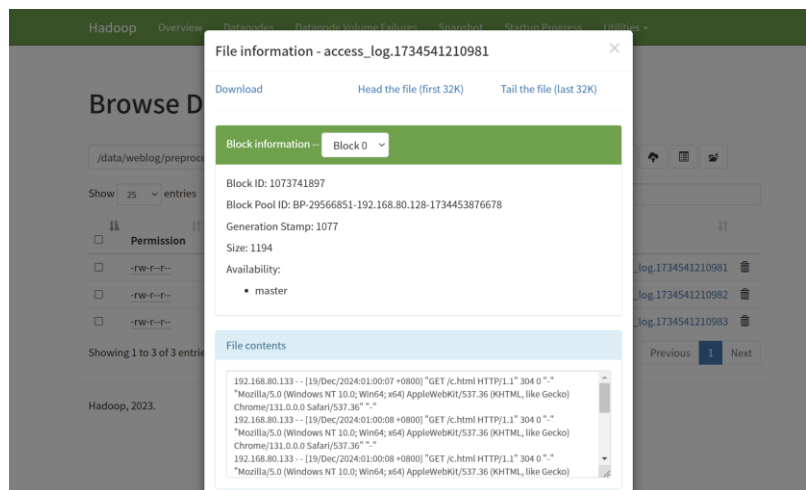 Hadoop Overview Datanodes Datanode Volume Failures Snapshot Startup Progress Utilities
File information - access_log.1734541210981 ×
Download Head the file (first 32K) Tail the file (last 32K)
Browse D
Block information -- Block 0
/data/weblog/preproce
Block ID: 1073741897
Show 25 entries
Block Pool ID: BP-29566851-192.168.80.128-1734453876678
Generation Stamp: 1077
Permission
Size: 1194
Availability:
-rw-r--r-- _log.1734541210981
• master
-rw-r--r-- _log.1734541210982
-rw-r--r-- _log.1734541210983
Showing 1 to 3 of 3 entrie Previous 1 Next
File contents
192.168.80.133 - - [19/Dec/2024:01:00:07 +0800] "GET /c.html HTTP/1.1" 304 0 "-"
"Mozilla/5.0 (Windows NT 10.0; Win64; x64) AppleWebKit/537.36 (KHTML, like Gecko)
Chrome/131.0.0.0 Safari/537.36" "-"
192.168.80.133 - - [19/Dec/2024:01:00:08 +0800] "GET /c.html HTTP/1.1" 304 0 "-"
"Mozilla/5.0 (Windows NT 10.0; Win64; x64) AppleWebKit/537.36 (KHTML, like Gecko)
Chrome/131.0.0.0 Safari/537.36" "-"
192.168.80.133 - - [19/Dec/2024:01:00:08 +0800] "GET /c.html HTTP/1.1" 304 0 "-"
"Mozilla/5.0 (Windows NT 10.0; Win64; x64) AppleWebKit/537.36 (KHTML, like Gecko)
Hadoop, 2023.